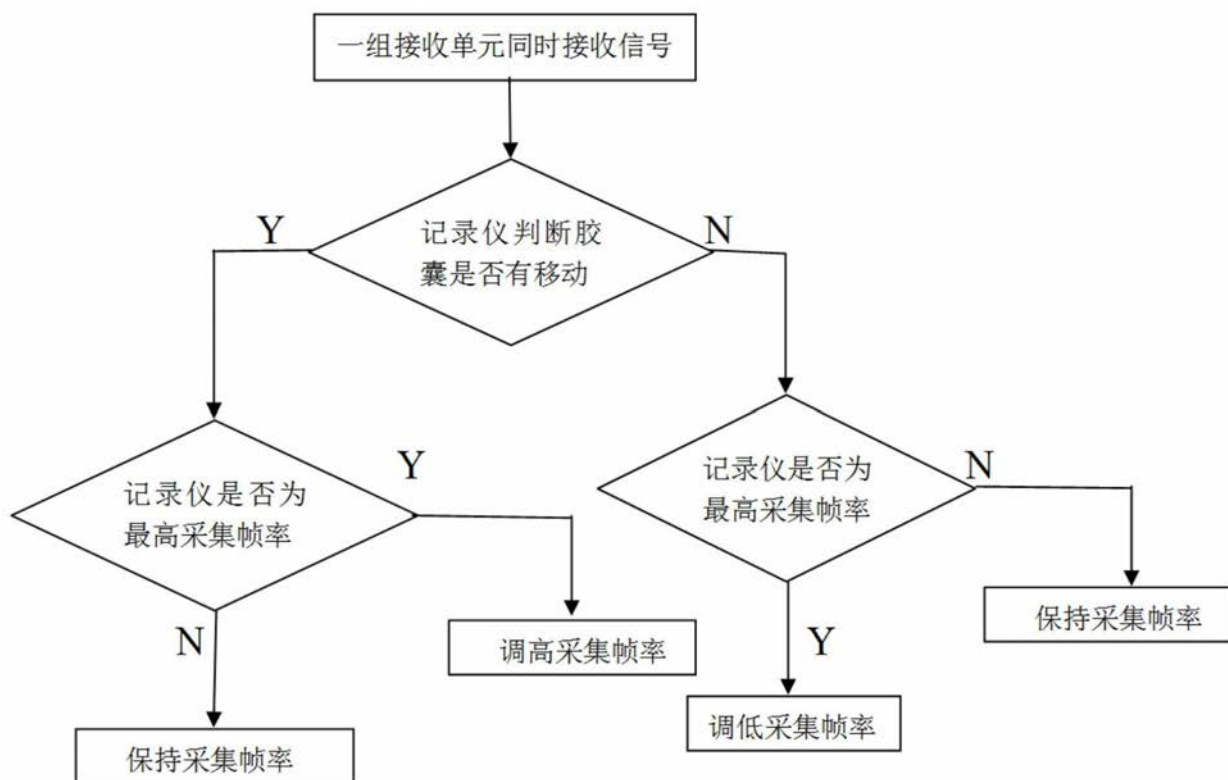 一组接收单元同时接收信号
Y
N
记录仪判断胶
囊是否有移动
Y
N
记录仪是否为
最高采集帧率
记录仪是否为
最高采集帧率
N
调高采集帧率
Y
保持采集帧率
保持采集帧率
调低采集帧率